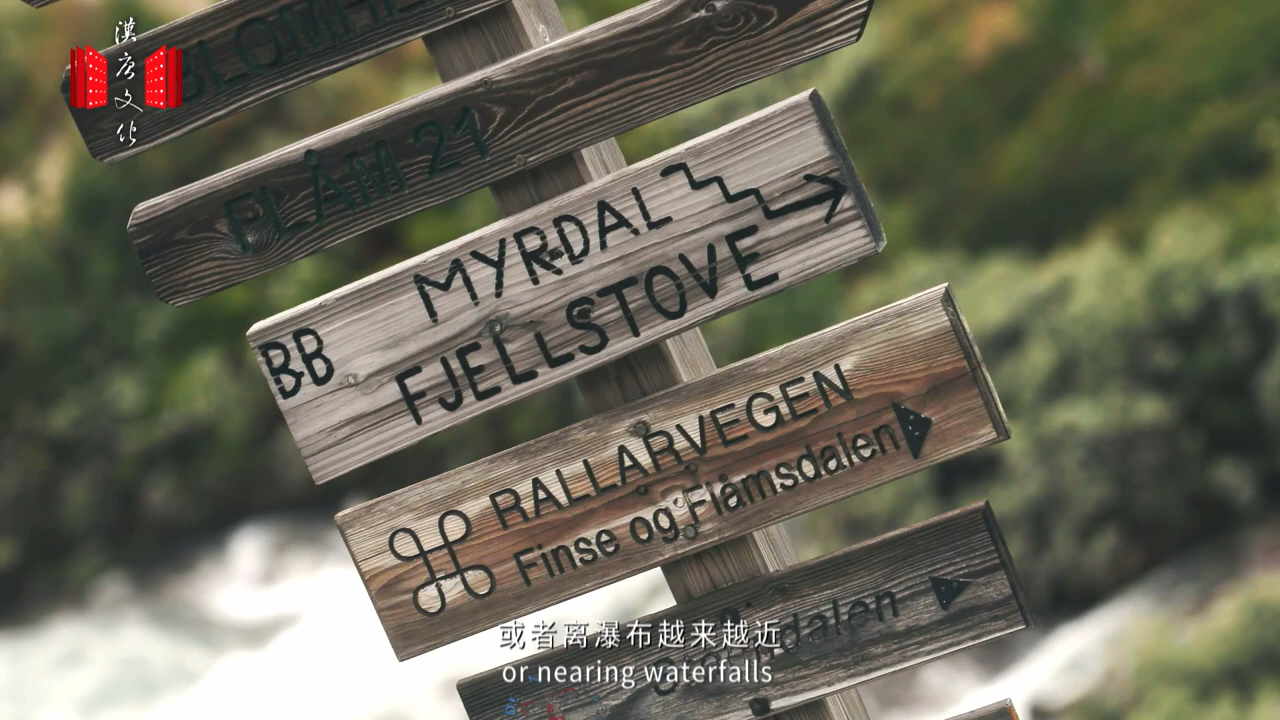 漢唐文化
FLÅM 21
MYRDAL
BB FJELLSTOVE
RALLARVEGEN
Finse og Flåmsdalen
或者离瀑布越来越近
or nearing waterfalls